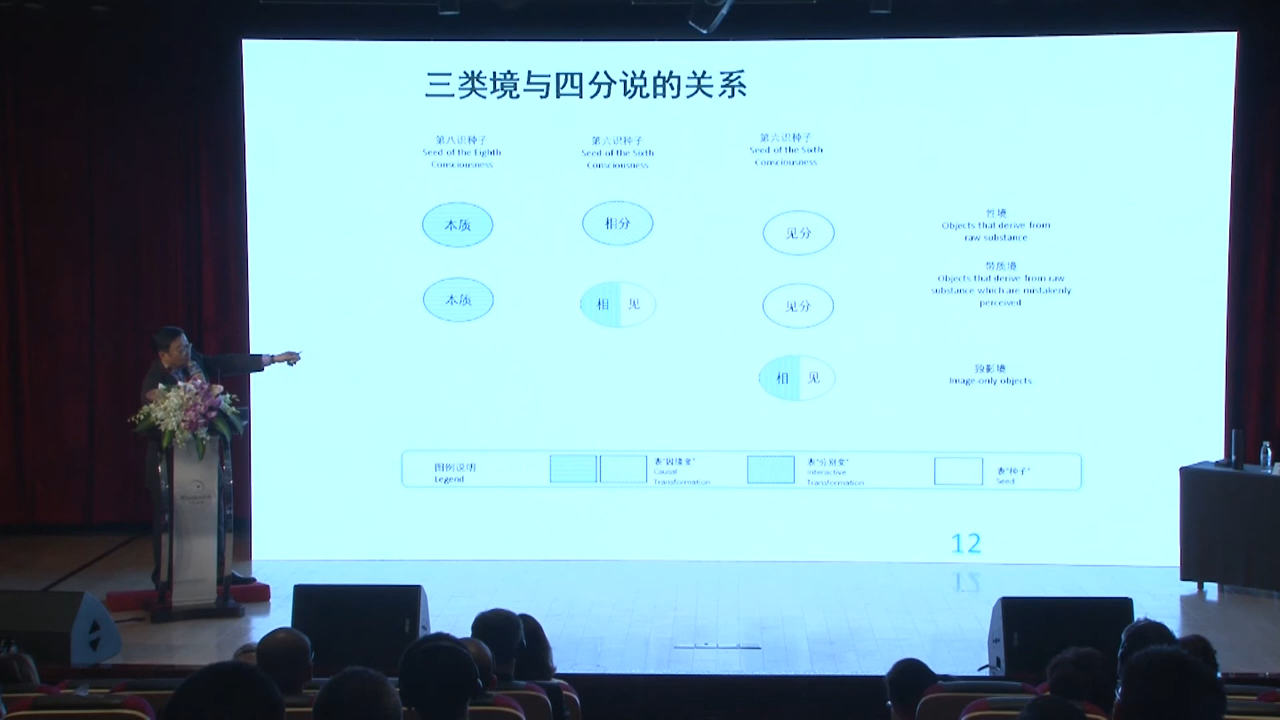 三类境与四分说的关系
第八识种子
Seed of the Eighth
Consciousness
第六识种子
Seed of the Sixth
Consciousness
第六识种子
Seed of the Sixth
Consciousness
本质
相分
见分
性境
Objects that derive from
raw substance
本质
相 见
见分
带质境
Objects that derive from raw
substance which are mistakenly
perceived
相 见
独影境
Image-only objects
图例说明
Legend
表"因缘变"
Causal
Transformation
表"分别变"
Interactive
Transformation
表"种子"
Seed
12